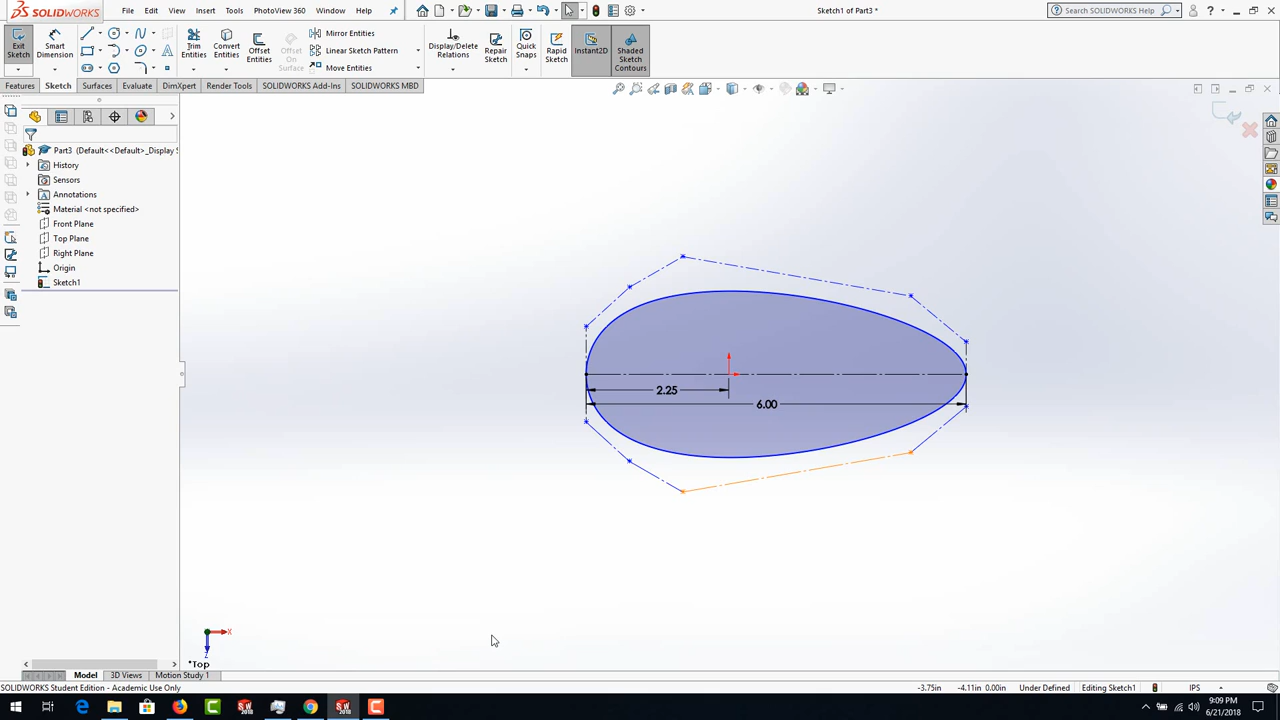 SOLIDWORKS File Edit View Insert Tools PhotoView 360 Window Help Sketch1 of Part3 * Search SOLIDWORKS Help
Exit Sketch Smart Dimension Trim Entities Convert Entities Offset Entities Offset On Surface Mirror Entities Linear Sketch Pattern Move Entities Display/Delete Relations Repair Sketch Quick Snaps Rapid Sketch Instant2D Shaded Sketch Contours
Features Sketch Surfaces Evaluate DimXpert Render Tools SOLIDWORKS Add-Ins SOLIDWORKS MBD
Part3 (Default<<Default>_Display S
History
Sensors
Annotations
Material <not specified>
Front Plane
Top Plane
Right Plane
Origin
Sketch1
2.25
6.00
X
Z
*Top
Model 3D Views Motion Study 1
SOLIDWORKS Student Edition - Academic Use Only -3.75in -4.11in 0.00in Under Defined Editing Sketch1 IPS
9:09 PM
6/21/2018